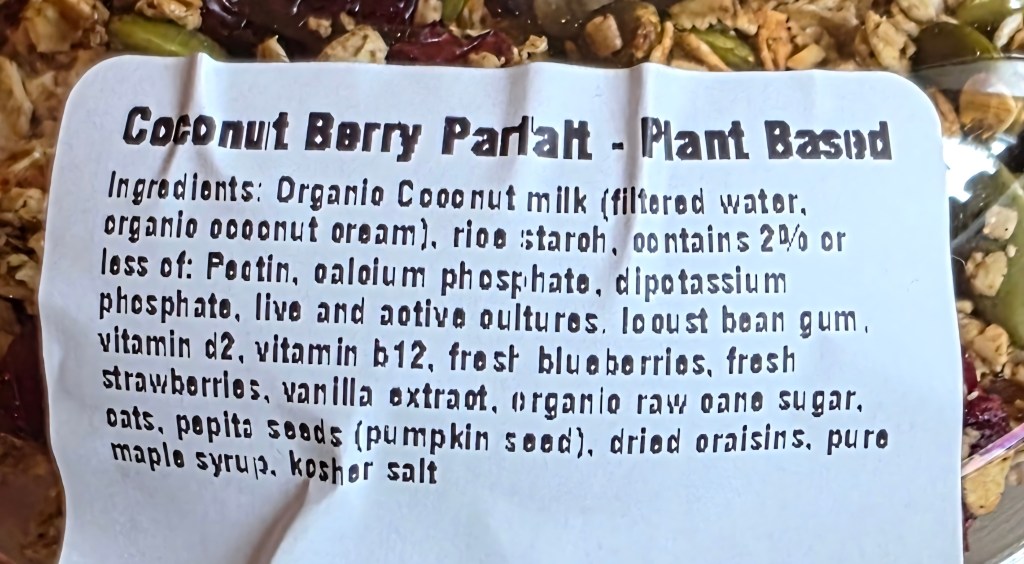 Coconut Berry Parfait - Plant Based
Ingredients: Organic Coconut milk (filtered water,
organic coconut cream), rice starch, contains 2% or
less of: Pectin, calcium phosphate, dipotassium
phosphate, live and active cultures, locust bean gum,
vitamin d2, vitamin b12, fresh blueberries, fresh
strawberries, vanilla extract, organic raw cane sugar,
oats, pepita seeds (pumpkin seed), dried craisins, pure
maple syrup, kosher salt